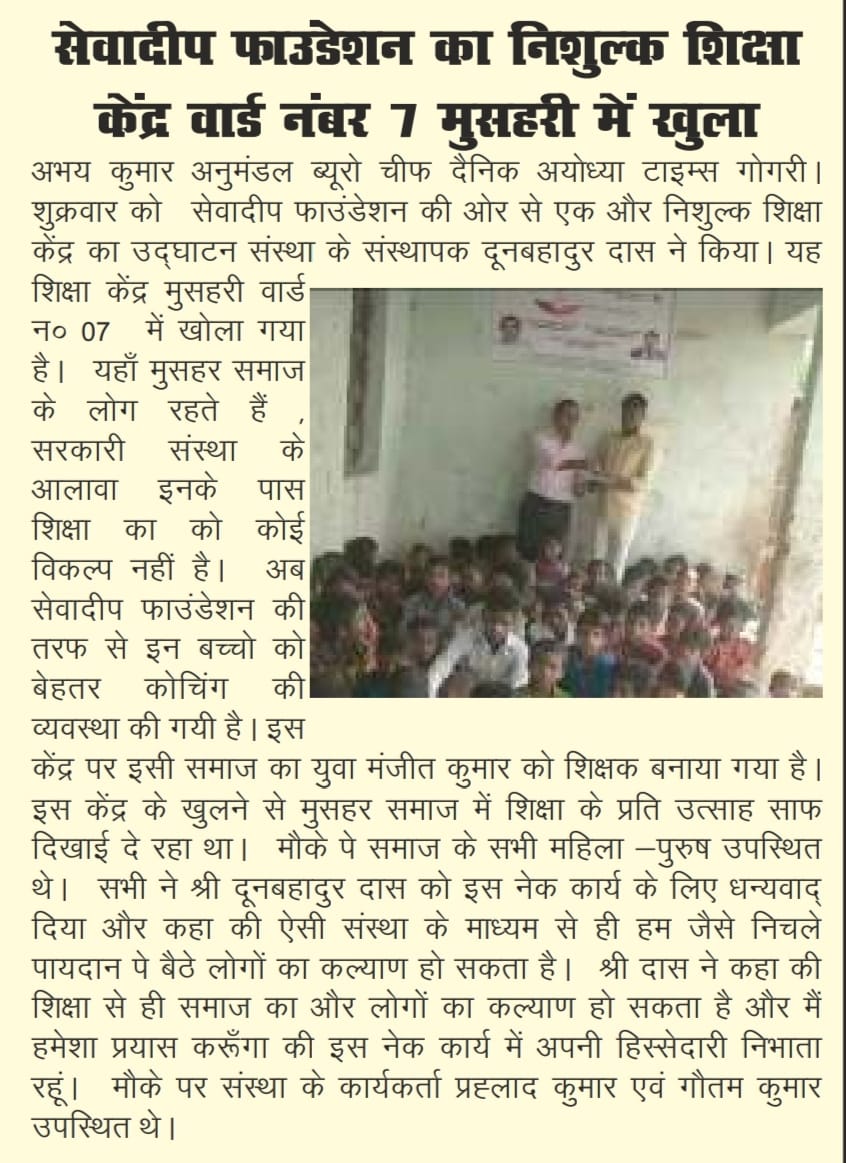 सेवादीप फाउडेशन का निशुल्क शिक्षा
केंद्र वार्ड नंबर 7 मुसहरी में खुला
अभय कुमार अनुमंडल ब्यूरो चीफ दैनिक अयोध्या टाइम्स गोगरी।
शुक्रवार को सेवादीप फाउंडेशन की ओर से एक और निशुल्क शिक्षा
केंद्र का उद्घाटन संस्था के संस्थापक दूनबहादुर दास ने किया। यह
शिक्षा केंद्र मुसहरी वार्ड
न० 07 में खोला गया
है। यहाँ मुसहर समाज
के लोग रहते हैं ,
सरकारी संस्था के
आलावा इनके पास
शिक्षा का को कोई
विकल्प नहीं है। अब
सेवादीप फाउंडेशन की
तरफ से इन बच्चो को
बेहतर कोचिंग की
व्यवस्था की गयी है। इस
केंद्र पर इसी समाज का युवा मंजीत कुमार को शिक्षक बनाया गया है।
इस केंद्र के खुलने से मुसहर समाज में शिक्षा के प्रति उत्साह साफ
दिखाई दे रहा था। मौके पे समाज के सभी महिला –पुरुष उपस्थित
थे। सभी ने श्री दूनबहादुर दास को इस नेक कार्य के लिए धन्यवाद्
दिया और कहा की ऐसी संस्था के माध्यम से ही हम जैसे निचले
पायदान पे बैठे लोगों का कल्याण हो सकता है। श्री दास ने कहा की
शिक्षा से ही समाज का और लोगों का कल्याण हो सकता है और मैं
हमेशा प्रयास करूँगा की इस नेक कार्य में अपनी हिस्सेदारी निभाता
रहूं। मौके पर संस्था के कार्यकर्ता प्रह्लाद कुमार एवं गौतम कुमार
उपस्थित थे।